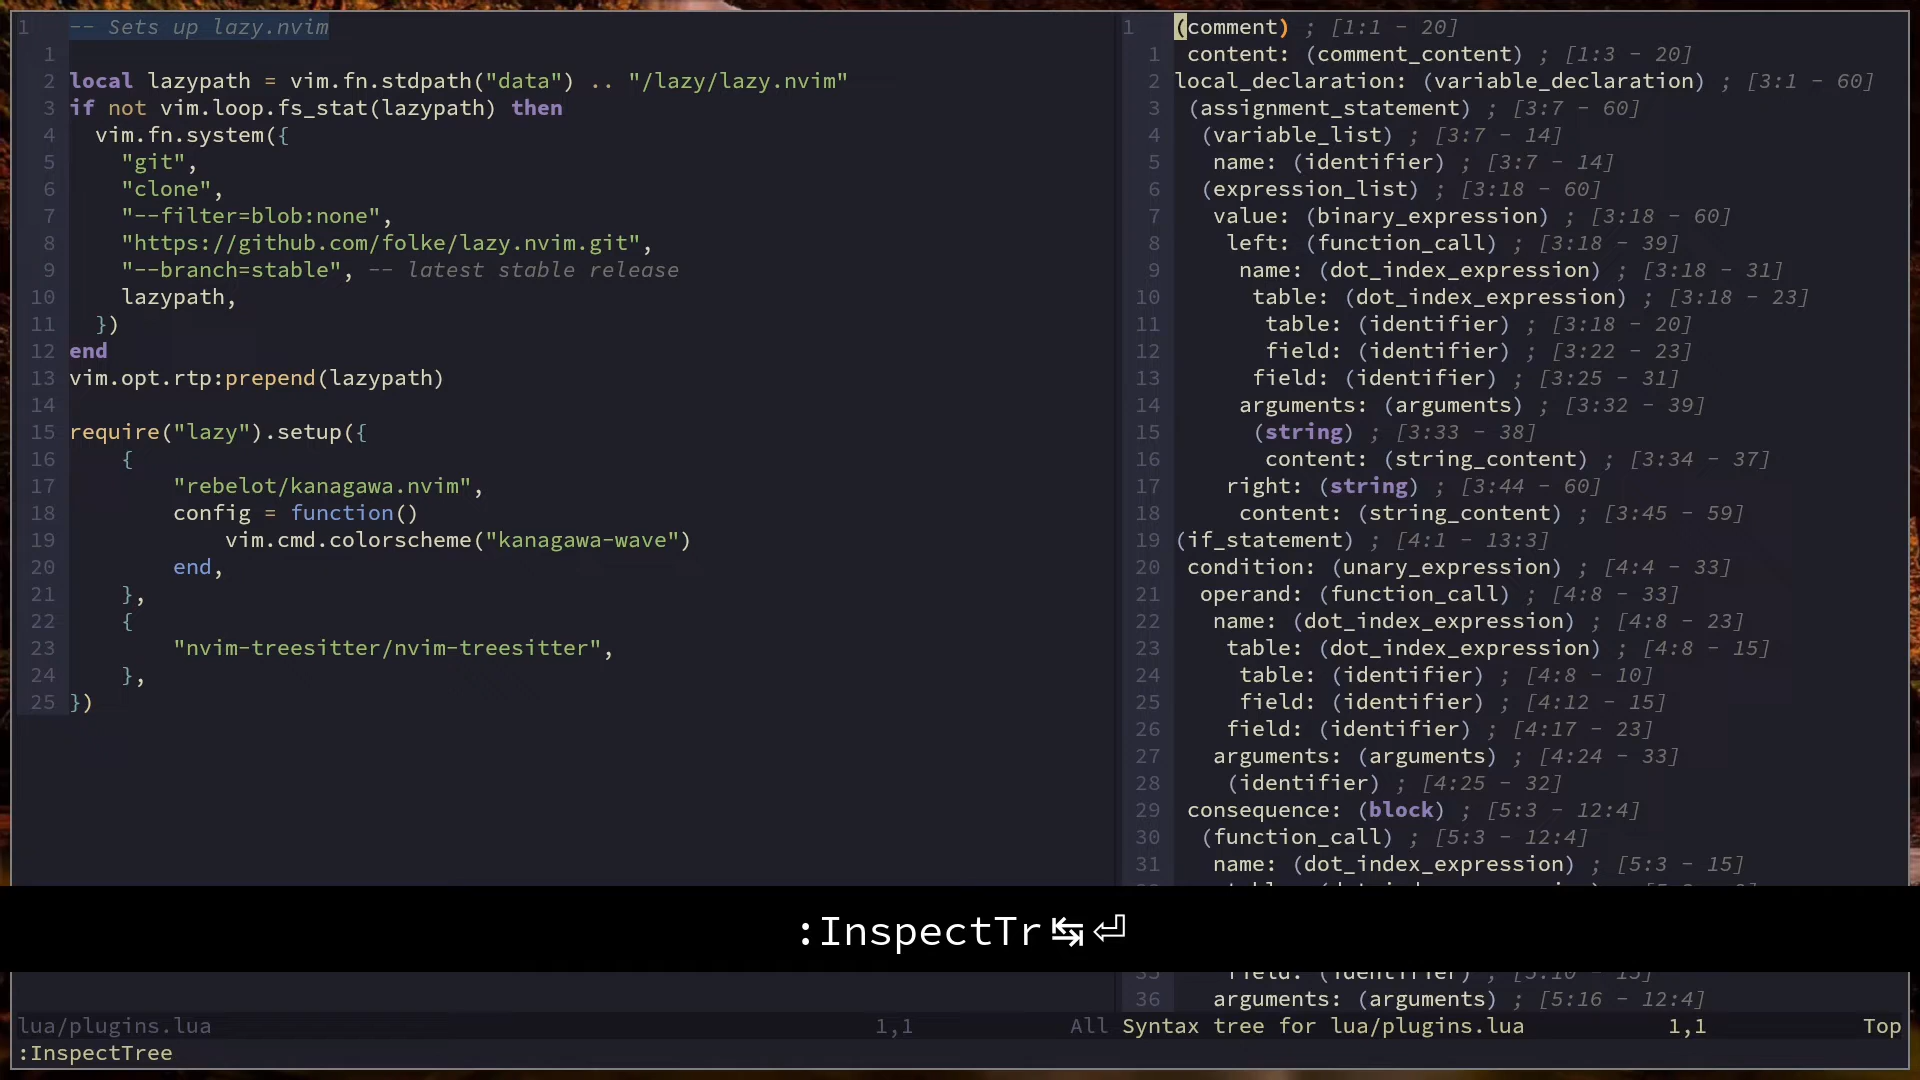 1 -- Sets up lazy.nvim
1
2 local lazypath = vim.fn.stdpath("data") .. "/lazy/lazy.nvim"
3 if not vim.loop.fs_stat(lazypath) then
4 vim.fn.system({
5 "git",
6 "clone",
7 "--filter=blob:none",
8 "https://github.com/folke/lazy.nvim.git",
9 "--branch=stable", -- latest stable release
10 lazypath,
11 })
12 end
13 vim.opt.rtp:prepend(lazypath)
14
15 require("lazy").setup({
16 {
17 "rebelot/kanagawa.nvim",
18 config = function()
19 vim.cmd.colorscheme("kanagawa-wave")
20 end,
21 },
22 {
23 "nvim-treesitter/nvim-treesitter",
24 },
25 })
lua/plugins.lua 1,1 All
1 (comment) ; [1:1 - 20]
1 content: (comment_content) ; [1:3 - 20]
2 local_declaration: (variable_declaration) ; [3:1 - 60]
3 (assignment_statement) ; [3:7 - 60]
4 (variable_list) ; [3:7 - 14]
5 name: (identifier) ; [3:7 - 14]
6 (expression_list) ; [3:18 - 60]
7 value: (binary_expression) ; [3:18 - 60]
8 left: (function_call) ; [3:18 - 39]
9 name: (dot_index_expression) ; [3:18 - 31]
10 table: (dot_index_expression) ; [3:18 - 23]
11 table: (identifier) ; [3:18 - 20]
12 field: (identifier) ; [3:22 - 23]
13 field: (identifier) ; [3:25 - 31]
14 arguments: (arguments) ; [3:32 - 39]
15 (string) ; [3:33 - 38]
16 content: (string_content) ; [3:34 - 37]
17 right: (string) ; [3:44 - 60]
18 content: (string_content) ; [3:45 - 59]
19 (if_statement) ; [4:1 - 13:3]
20 condition: (unary_expression) ; [4:4 - 33]
21 operand: (function_call) ; [4:8 - 33]
22 name: (dot_index_expression) ; [4:8 - 23]
23 table: (dot_index_expression) ; [4:8 - 15]
24 table: (identifier) ; [4:8 - 10]
25 field: (identifier) ; [4:12 - 15]
26 field: (identifier) ; [4:17 - 23]
27 arguments: (arguments) ; [4:24 - 33]
28 (identifier) ; [4:25 - 32]
29 consequence: (block) ; [5:3 - 12:4]
30 (function_call) ; [5:3 - 12:4]
31 name: (dot_index_expression) ; [5:3 - 15]
36 arguments: (arguments) ; [5:16 - 12:4]
Syntax tree for lua/plugins.lua 1,1 Top
:InspectTr↹⏎
:InspectTree